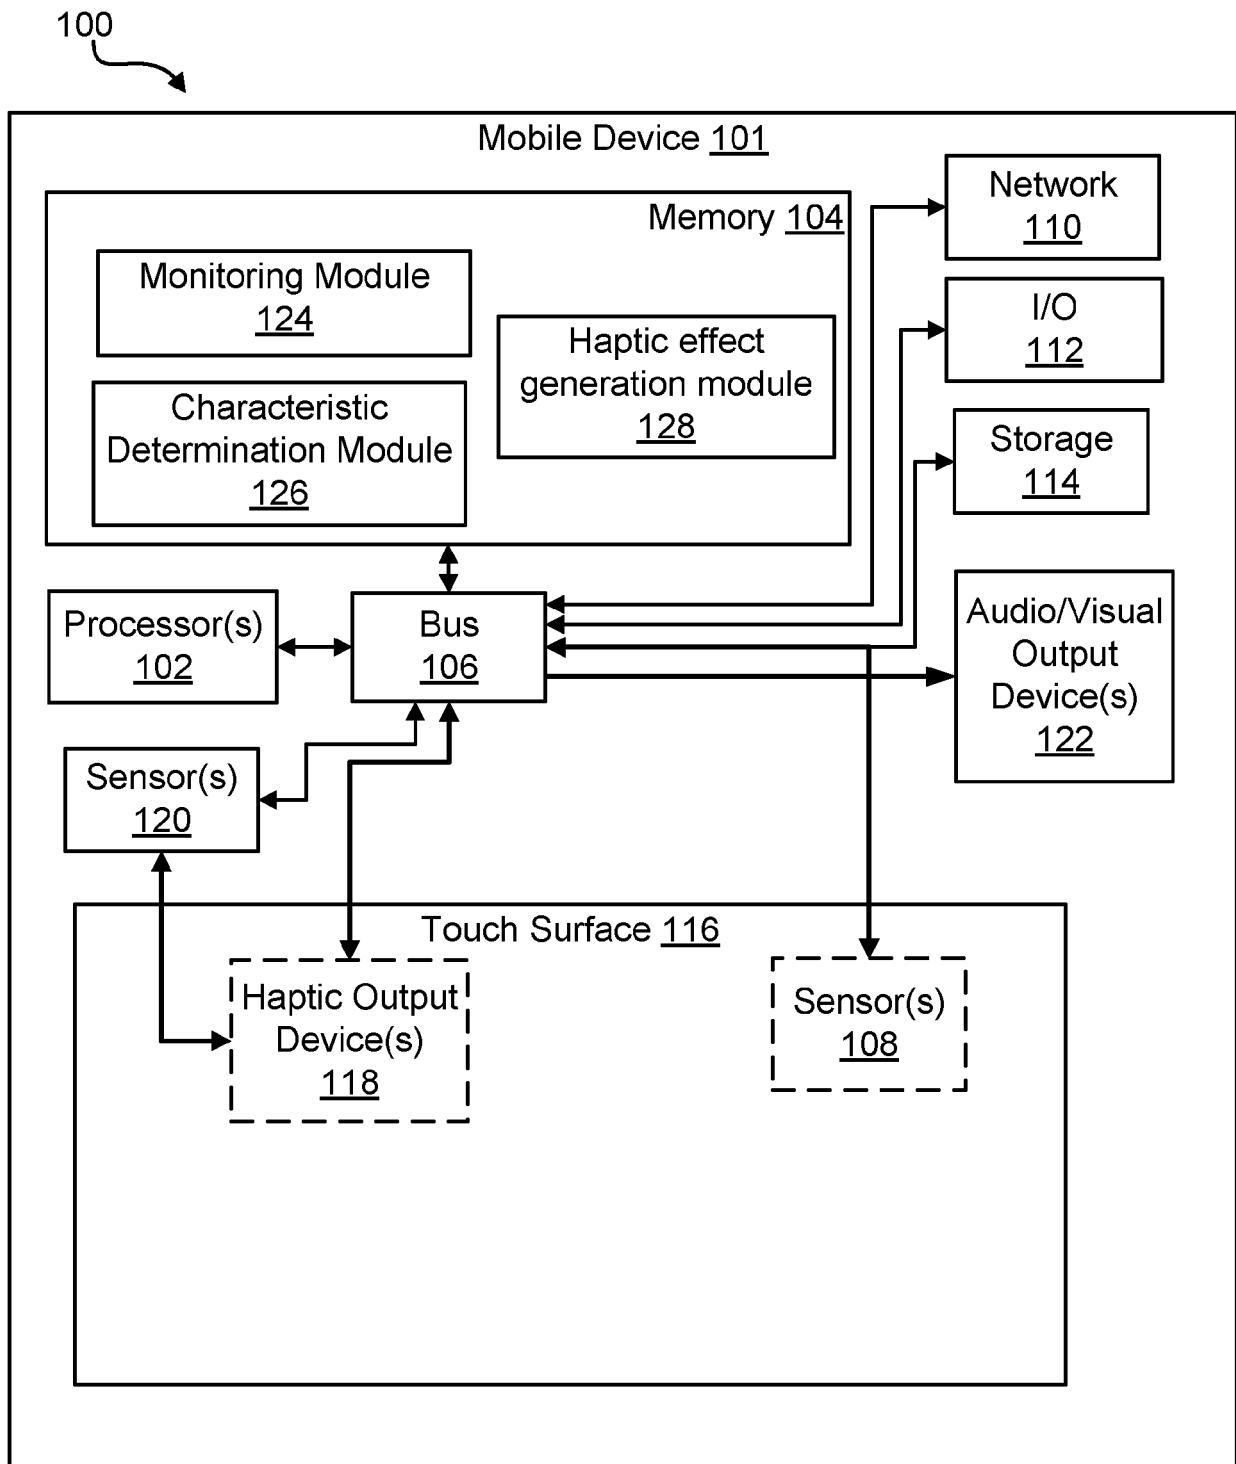 100
Mobile Device 101
Memory 104
Monitoring Module
124
Haptic effect
generation module
128
Characteristic
Determination Module
126
Network
110
I/O
112
Storage
114
Audio/Visual
Output
Device(s)
122
Processor(s)
102
Bus
106
Sensor(s)
120
Touch Surface 116
Haptic Output
Device(s)
118
Sensor(s)
108